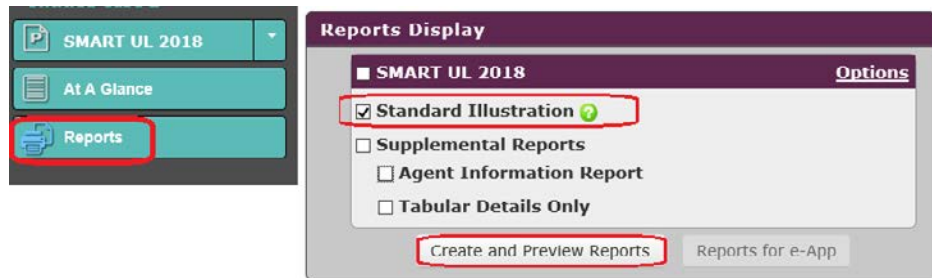 SMART UL 2018
At A Glance
Reports
Reports Display
SMART UL 2018 Options
Standard Illustration
Supplemental Reports
Agent Information Report
Tabular Details Only
Create and Preview Reports Reports for e-App